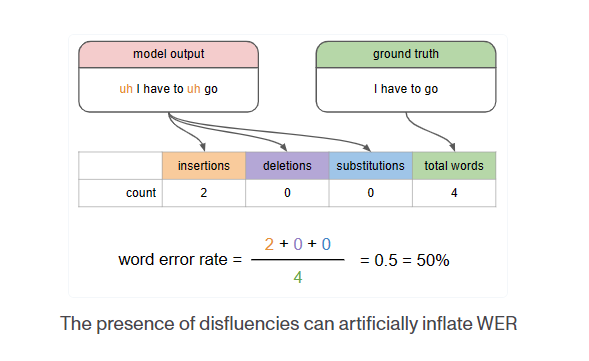 model output
ground truth
uh I have to uh go
I have to go
insertions deletions substitutions total words
count 2 0 0 4
2 + 0 + 0
word error rate = = 0.5 = 50%
4
The presence of disfluencies can artificially inflate WER